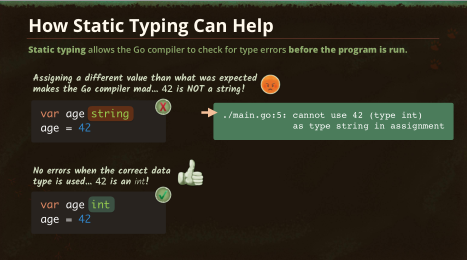 How Static Typing Can Help
Static typing allows the Go compiler to check for type errors before the program is run.
Assigning a different value than what was expected
makes the Go compiler mad... 42 is NOT a string!
var age string
age = 42
./main.go:5: cannot use 42 (type int)
as type string in assignment
No errors when the correct data
type is used... 42 is an int!
var age int
age = 42